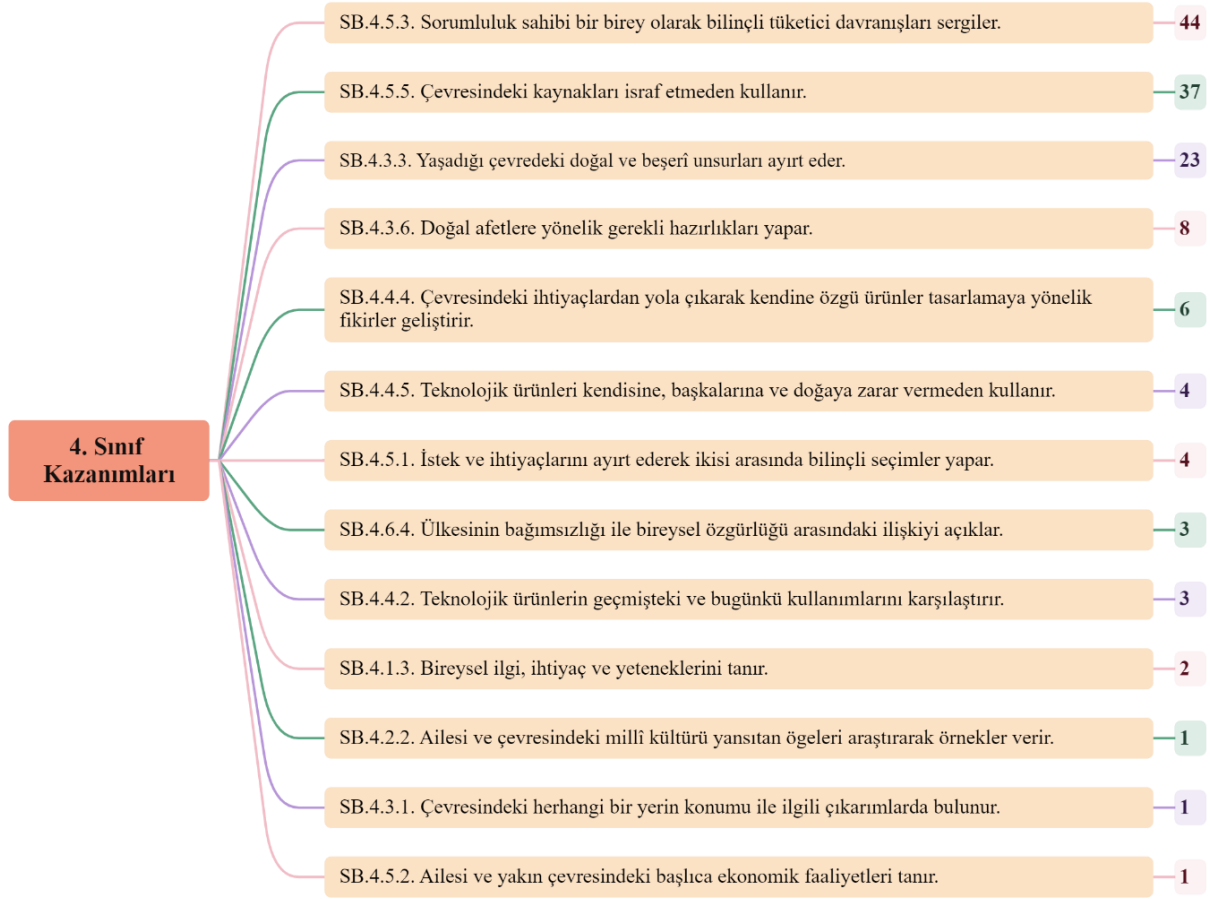 SB.4.5.3. Sorumluluk sahibi bir birey olarak bilinçli tüketici davranışları sergiler. 44
SB.4.5.5. Çevresindeki kaynakları israf etmeden kullanır. 37
SB.4.3.3. Yaşadığı çevredeki doğal ve beşerî unsurları ayırt eder. 23
SB.4.3.6. Doğal afetlere yönelik gerekli hazırlıkları yapar. 8
SB.4.4.4. Çevresindeki ihtiyaçlardan yola çıkarak kendine özgü ürünler tasarlamaya yönelik
fikirler geliştirir. 6
SB.4.4.5. Teknolojik ürünleri kendisine, başkalarına ve doğaya zarar vermeden kullanır. 4
4. Sınıf
Kazanımları
SB.4.5.1. İstek ve ihtiyaçlarını ayırt ederek ikisi arasında bilinçli seçimler yapar. 4
SB.4.6.4. Ülkesinin bağımsızlığı ile bireysel özgürlüğü arasındaki ilişkiyi açıklar. 3
SB.4.4.2. Teknolojik ürünlerin geçmişteki ve bugünkü kullanımlarını karşılaştırır. 3
SB.4.1.3. Bireysel ilgi, ihtiyaç ve yeteneklerini tanır. 2
SB.4.2.2. Ailesi ve çevresindeki millî kültürü yansıtan ögeleri araştırarak örnekler verir. 1
SB.4.3.1. Çevresindeki herhangi bir yerin konumu ile ilgili çıkarımlarda bulunur. 1
SB.4.5.2. Ailesi ve yakın çevresindeki başlıca ekonomik faaliyetleri tanır. 1